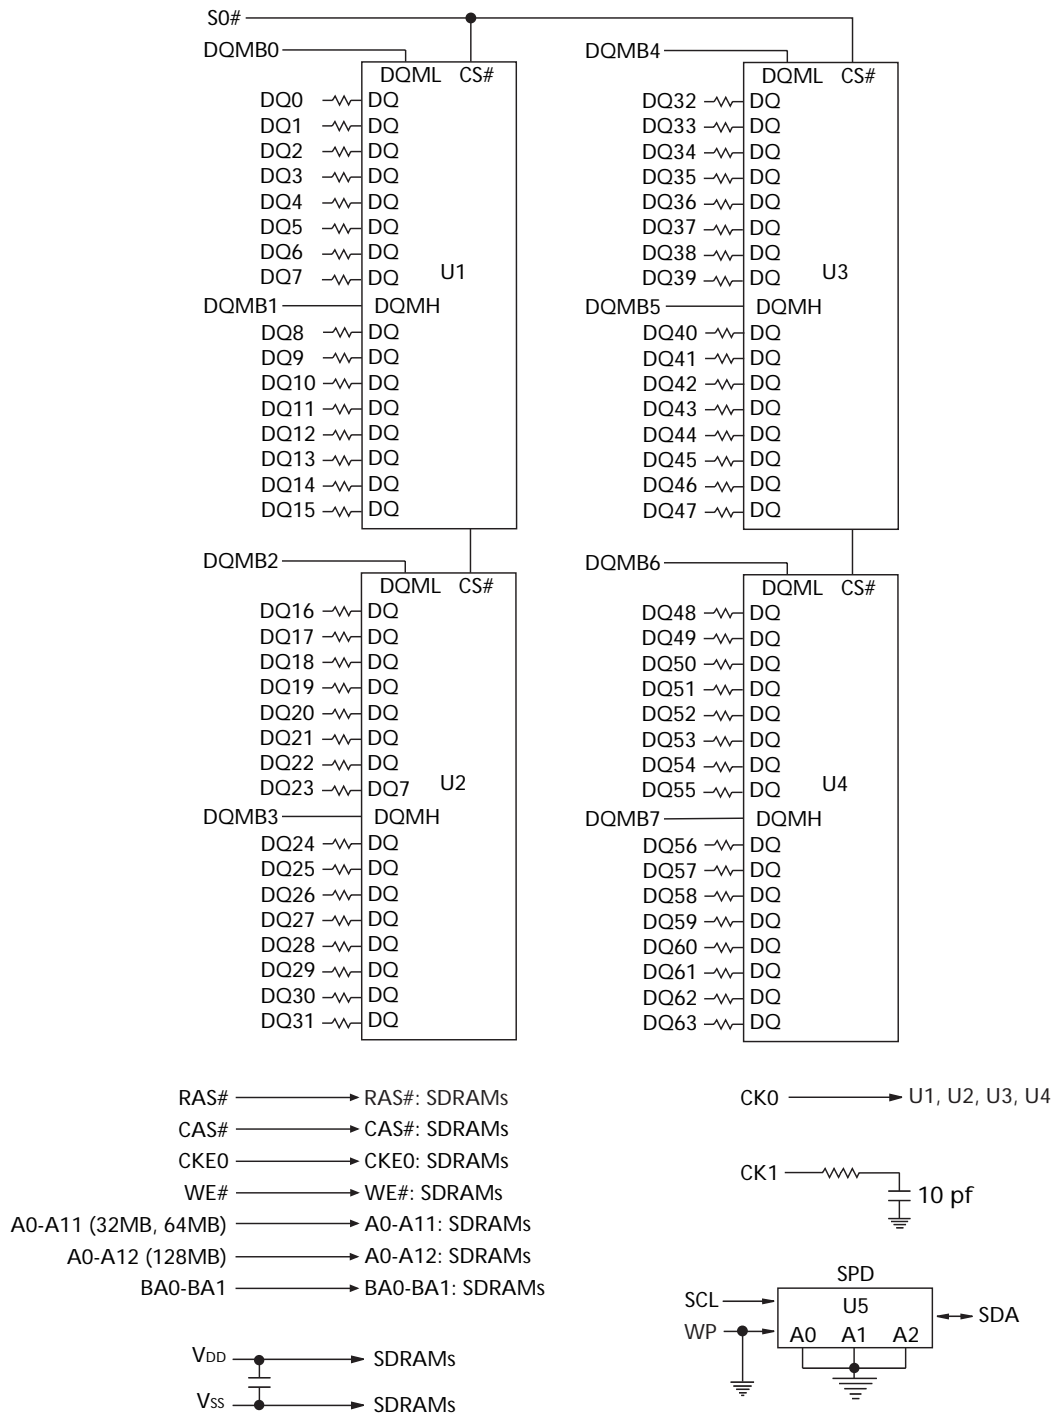 S0#
DQMB0
DQML CS#
DQ0 DQ
DQ1 DQ
DQ2 DQ
DQ3 DQ
DQ4 DQ
DQ5 DQ
DQ6 DQ
DQ7 DQ
U1
DQMB1 DQMH
DQ8 DQ
DQ9 DQ
DQ10 DQ
DQ11 DQ
DQ12 DQ
DQ13 DQ
DQ14 DQ
DQ15 DQ
DQMB2
DQML CS#
DQ16 DQ
DQ17 DQ
DQ18 DQ
DQ19 DQ
DQ20 DQ
DQ21 DQ
DQ22 DQ
DQ23 DQ7
U2
DQMB3 DQMH
DQ24 DQ
DQ25 DQ
DQ26 DQ
DQ27 DQ
DQ28 DQ
DQ29 DQ
DQ30 DQ
DQ31 DQ
DQMB4
DQML CS#
DQ32 DQ
DQ33 DQ
DQ34 DQ
DQ35 DQ
DQ36 DQ
DQ37 DQ
DQ38 DQ
DQ39 DQ
U3
DQMB5 DQMH
DQ40 DQ
DQ41 DQ
DQ42 DQ
DQ43 DQ
DQ44 DQ
DQ45 DQ
DQ46 DQ
DQ47 DQ
DQMB6
DQML CS#
DQ48 DQ
DQ49 DQ
DQ50 DQ
DQ51 DQ
DQ52 DQ
DQ53 DQ
DQ54 DQ
DQ55 DQ
U4
DQMB7 DQMH
DQ56 DQ
DQ57 DQ
DQ58 DQ
DQ59 DQ
DQ60 DQ
DQ61 DQ
DQ62 DQ
DQ63 DQ
RAS# RAS#: SDRAMs
CAS# CAS#: SDRAMs
CKE0 CKE0: SDRAMs
WE# WE#: SDRAMs
A0-A11 (32MB, 64MB) A0-A11: SDRAMs
A0-A12 (128MB) A0-A12: SDRAMs
BA0-BA1 BA0-BA1: SDRAMs
VDD SDRAMs
VSS SDRAMs
CK0 U1, U2, U3, U4
CK1
10 pf
SPD
SCL U5 SDA
WP A0 A1 A2